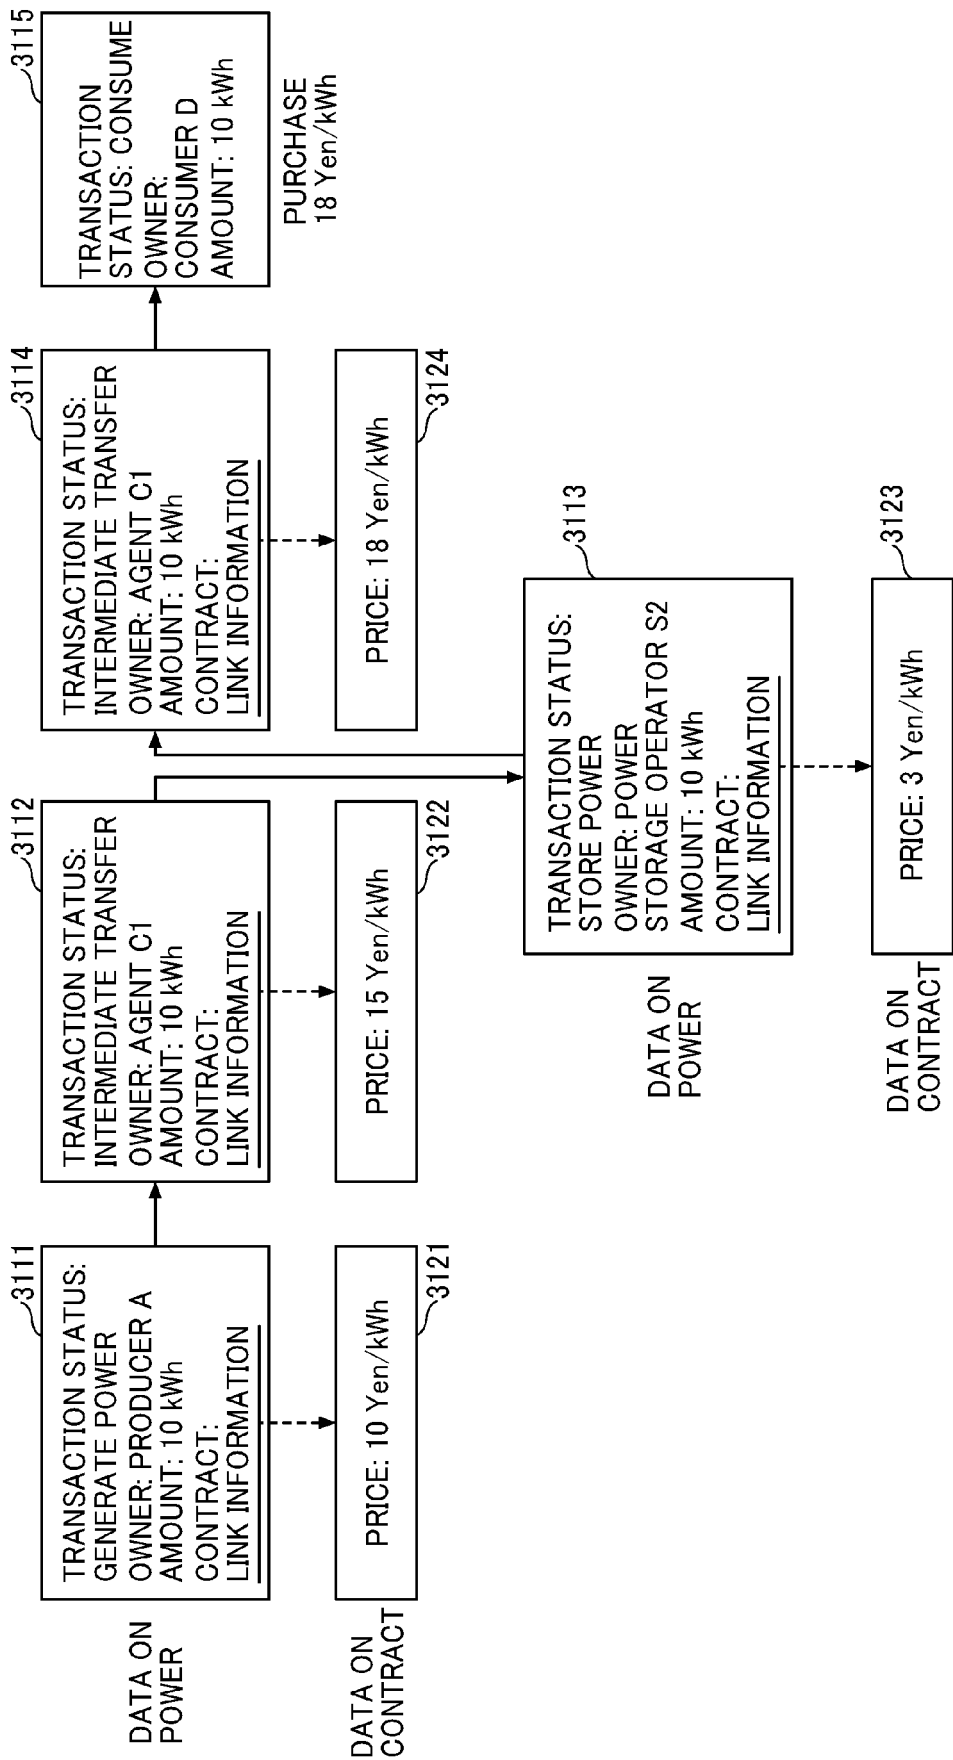 3111
TRANSACTION STATUS:
GENERATE POWER
OWNER: PRODUCER A
AMOUNT: 10 kWh
CONTRACT:
LINK INFORMATION
DATA ON
POWER
3112
TRANSACTION STATUS:
INTERMEDIATE TRANSFER
OWNER: AGENT C1
AMOUNT: 10 kWh
CONTRACT:
LINK INFORMATION
3114
TRANSACTION STATUS:
INTERMEDIATE TRANSFER
OWNER: AGENT C1
AMOUNT: 10 kWh
CONTRACT:
LINK INFORMATION
3115
TRANSACTION
STATUS: CONSUME
OWNER:
CONSUMER D
AMOUNT: 10 kWh
PURCHASE
18 Yen/kWh
DATA ON
CONTRACT
PRICE: 10 Yen/kWh
3121
PRICE: 15 Yen/kWh
3122
PRICE: 18 Yen/kWh
3124
DATA ON
POWER
3113
TRANSACTION STATUS:
STORE POWER
OWNER: POWER
STORAGE OPERATOR S2
AMOUNT: 10 kWh
CONTRACT:
LINK INFORMATION
DATA ON
CONTRACT
PRICE: 3 Yen/kWh
3123